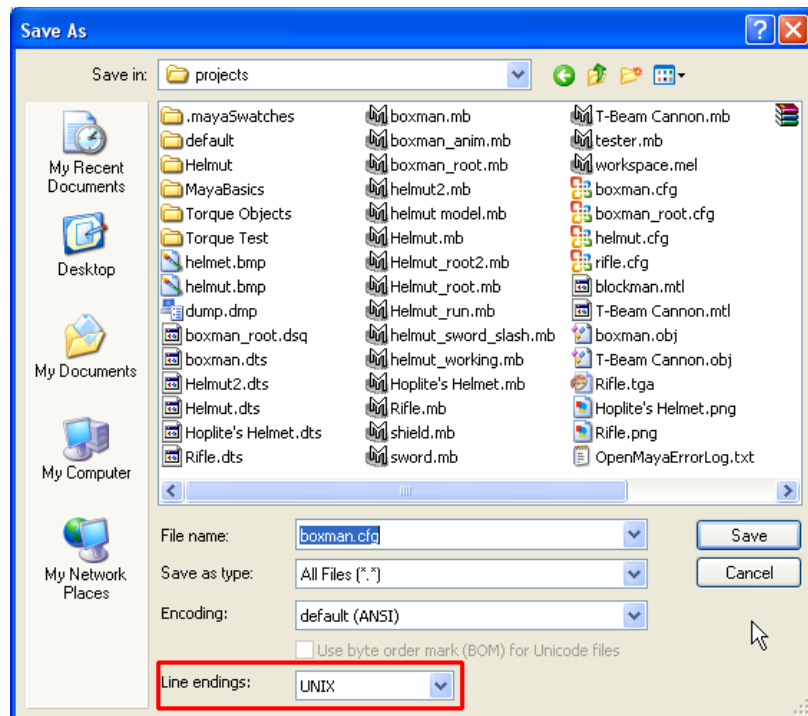 Save As
Save in:
projects
My Recent
Documents
Desktop
My Documents
My Computer
My Network
Places
.mayaSwatches
default
Helmut
MayaBasics
Torque Objects
Torque Test
helmet.bmp
helmut.bmp
dump.dmp
boxman_root.dsq
boxman.dts
Helmut2.dts
Helmut.dts
Hoplite's Helmet.dts
Rifle.dts
boxman.mb
boxman_anim.mb
boxman_root.mb
helmut2.mb
helmut model.mb
Helmut.mb
Helmut_root2.mb
Helmut_root.mb
Helmut_run.mb
helmut_sword_slash.mb
helmut_working.mb
Hoplite's Helmet.mb
Rifle.mb
shield.mb
sword.mb
T-Beam Cannon.mb
tester.mb
workspace.mel
boxman.cfg
boxman_root.cfg
helmut.cfg
rifle.cfg
blockman.mtl
T-Beam Cannon.mtl
boxman.obj
T-Beam Cannon.obj
Rifle.tga
Hoplite's Helmet.png
Rifle.png
OpenMayaErrorLog.txt
File name:
boxman.cfg
Save
Save as type:
All Files (*.*)
Cancel
Encoding:
default (ANSI)
Use byte order mark (BOM) for Unicode files
Line endings:
UNIX